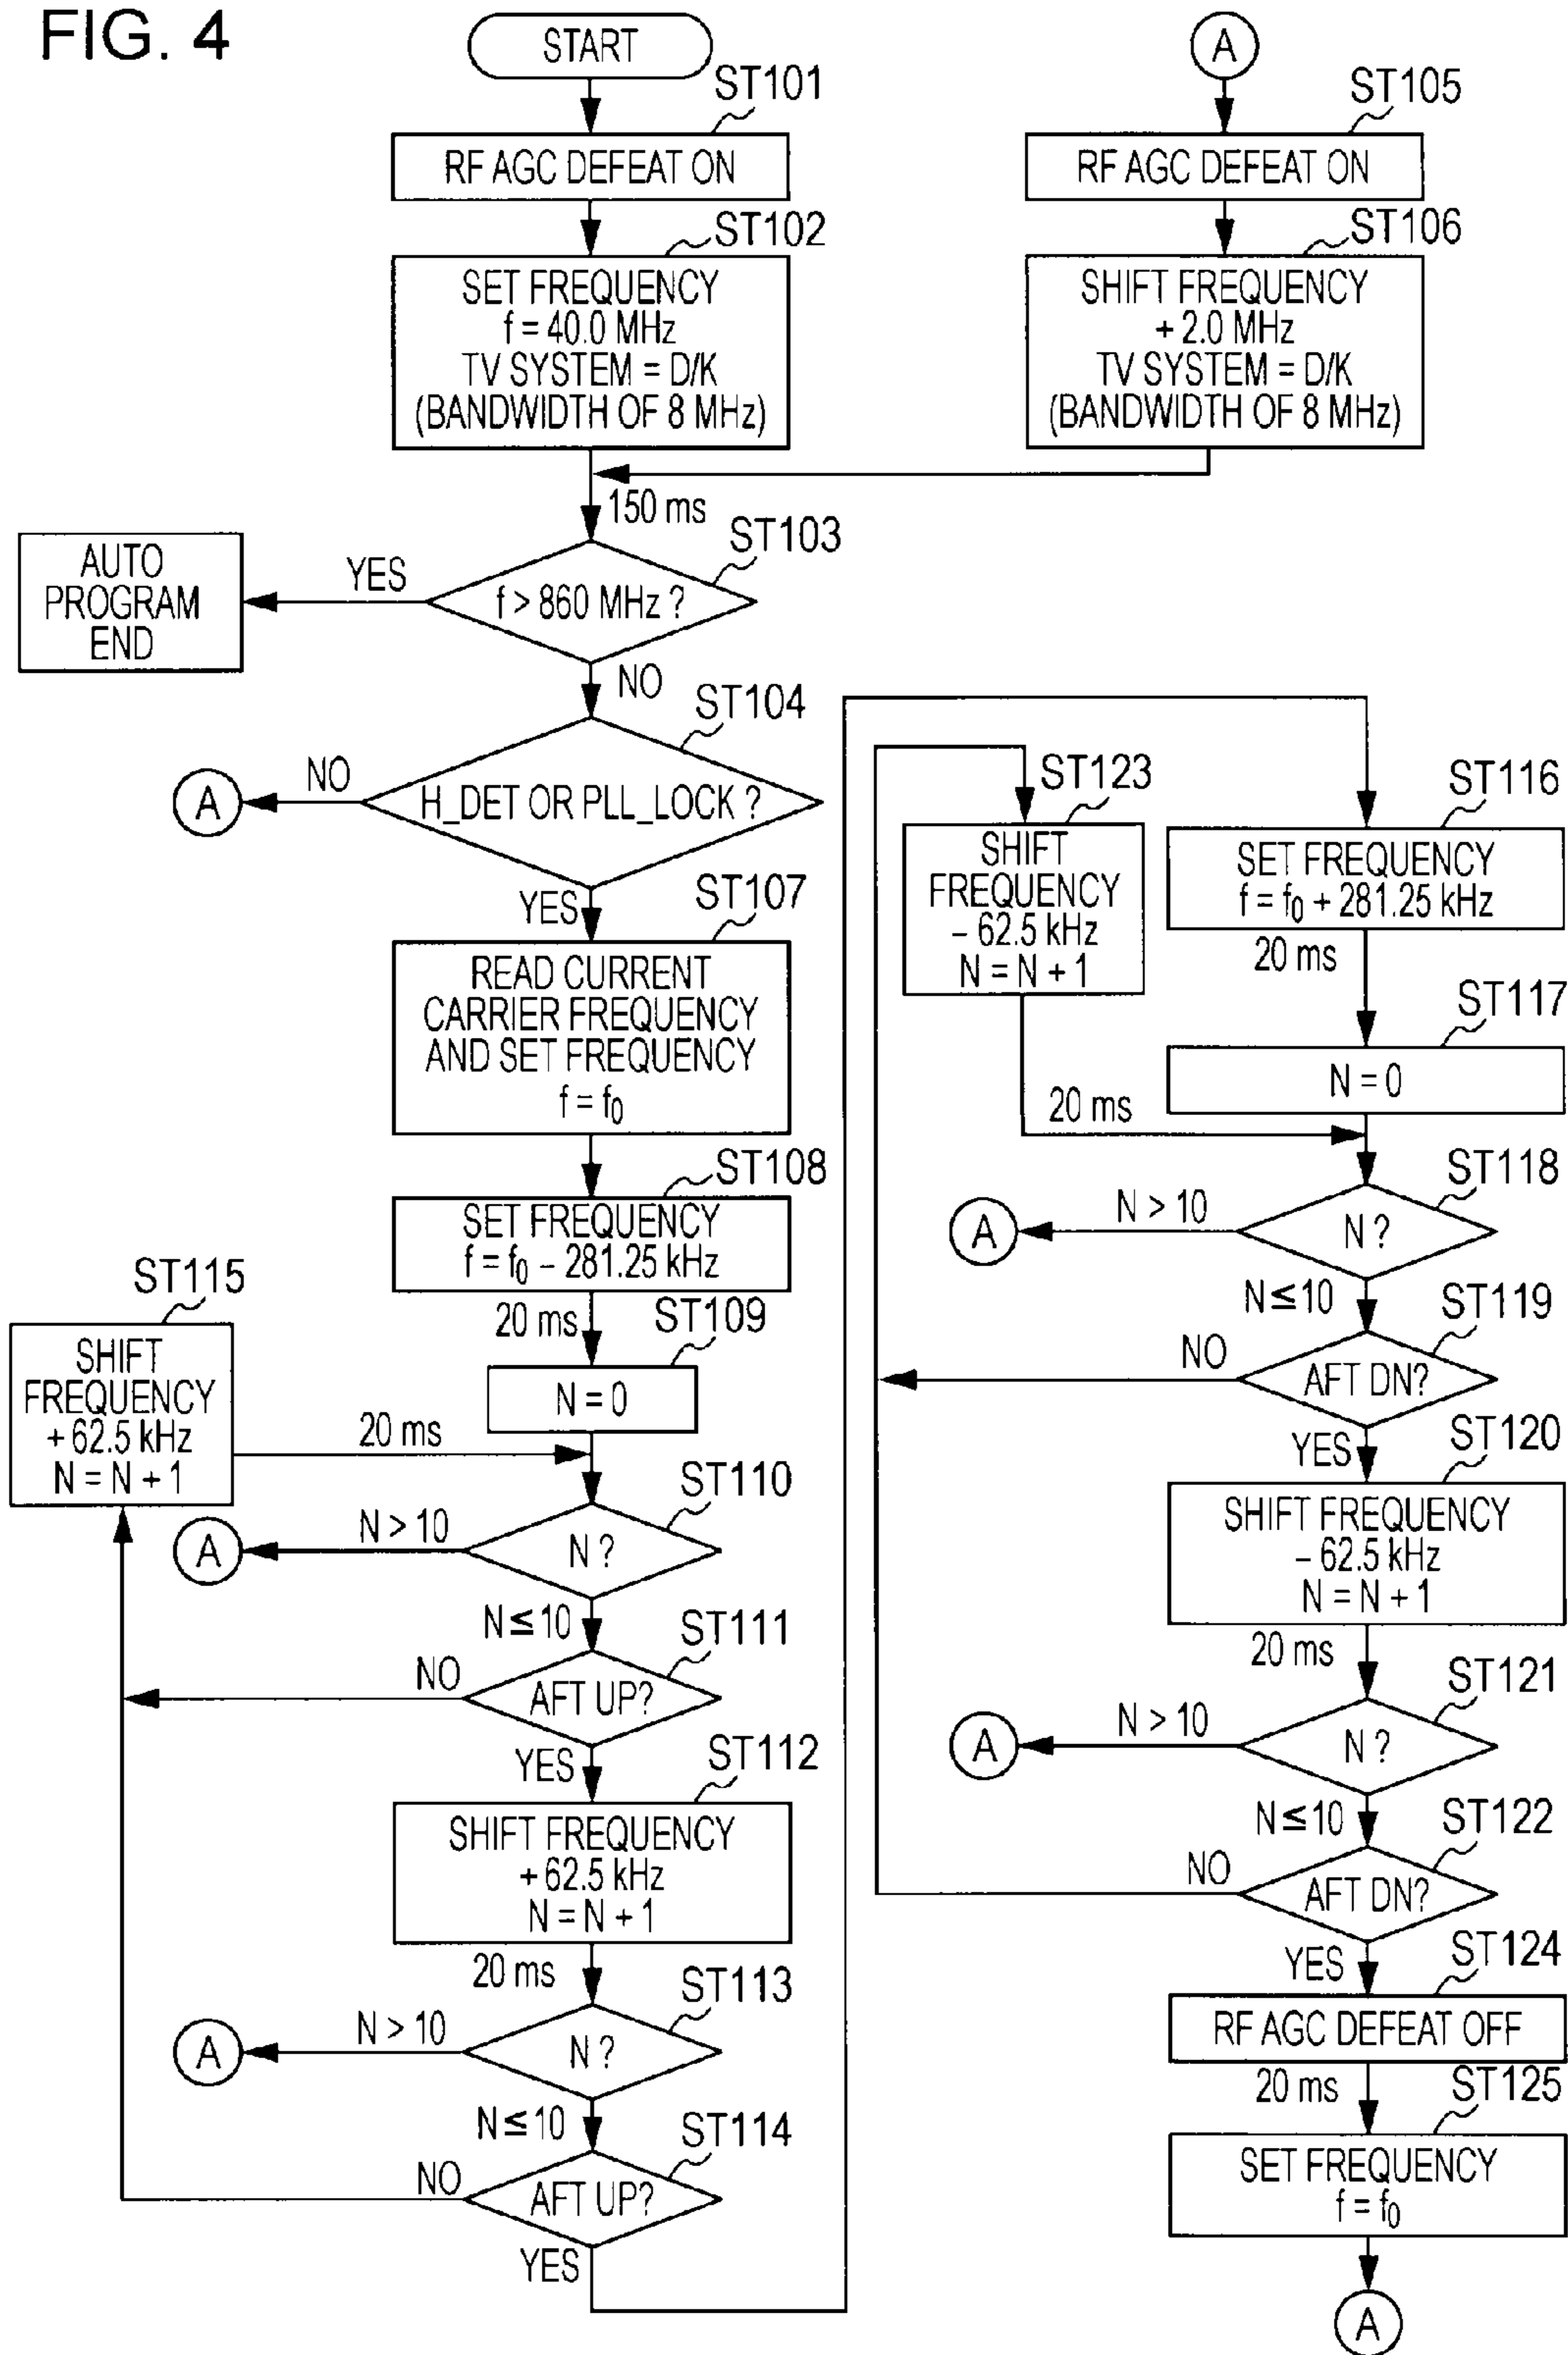 FIG. 4
START
ST101
RF AGC DEFEAT ON
ST102
SET FREQUENCY
f = 40.0 MHz
TV SYSTEM = D/K
(BANDWIDTH OF 8 MHz)
A
ST105
RF AGC DEFEAT ON
ST106
SHIFT FREQUENCY
+ 2.0 MHz
TV SYSTEM = D/K
(BANDWIDTH OF 8 MHz)
150 ms
ST103
f > 860 MHz ?
YES
AUTO
PROGRAM
END
NO
ST104
H_DET OR PLL_LOCK ?
NO
A
YES
ST107
READ CURRENT
CARRIER FREQUENCY
AND SET FREQUENCY
f = f0
ST108
SET FREQUENCY
f = f0 – 281.25 kHz
20 ms
ST109
N = 0
ST115
SHIFT
FREQUENCY
+ 62.5 kHz
N = N + 1
20 ms
ST110
N ?
N > 10
A
N ≤ 10
ST111
AFT UP?
NO
YES
ST112
SHIFT FREQUENCY
+ 62.5 kHz
N = N + 1
20 ms
ST113
N ?
N > 10
A
N ≤ 10
ST114
AFT UP?
NO
YES
ST123
SHIFT
FREQUENCY
– 62.5 kHz
N = N + 1
20 ms
ST116
SET FREQUENCY
f = f0 + 281.25 kHz
20 ms
ST117
N = 0
ST118
N ?
N > 10
A
N ≤ 10
ST119
AFT DN?
NO
YES
ST120
SHIFT FREQUENCY
– 62.5 kHz
N = N + 1
20 ms
ST121
N ?
N > 10
A
N ≤ 10
ST122
AFT DN?
NO
YES
ST124
RF AGC DEFEAT OFF
20 ms
ST125
SET FREQUENCY
f = f0
A